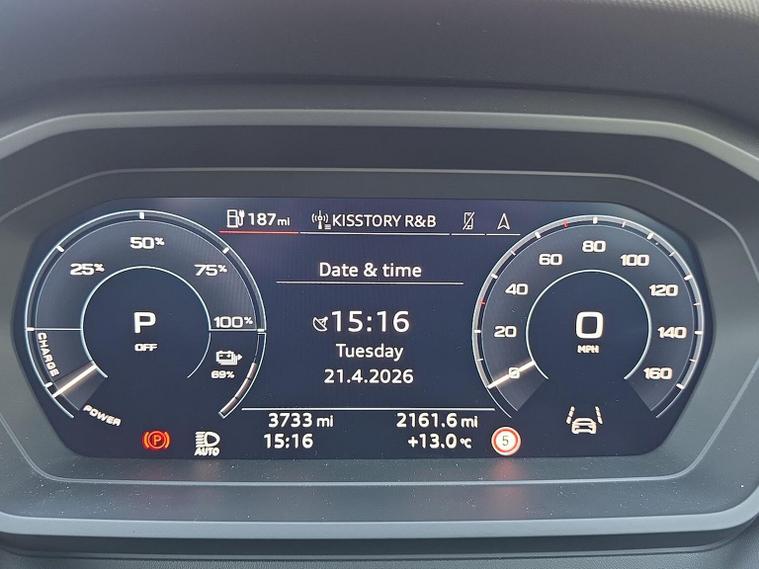 187 mi KISSTORY R&B
Date & time
15:16
Tuesday
21.4.2026
25% 50% 75% 100%
P
OFF
69%
CHARGE
POWER
0 20 40 60 80 100 120 140 160
0
MPH
3733 mi 2161.6 mi
15:16 +13.0 °C
P
AUTO
5